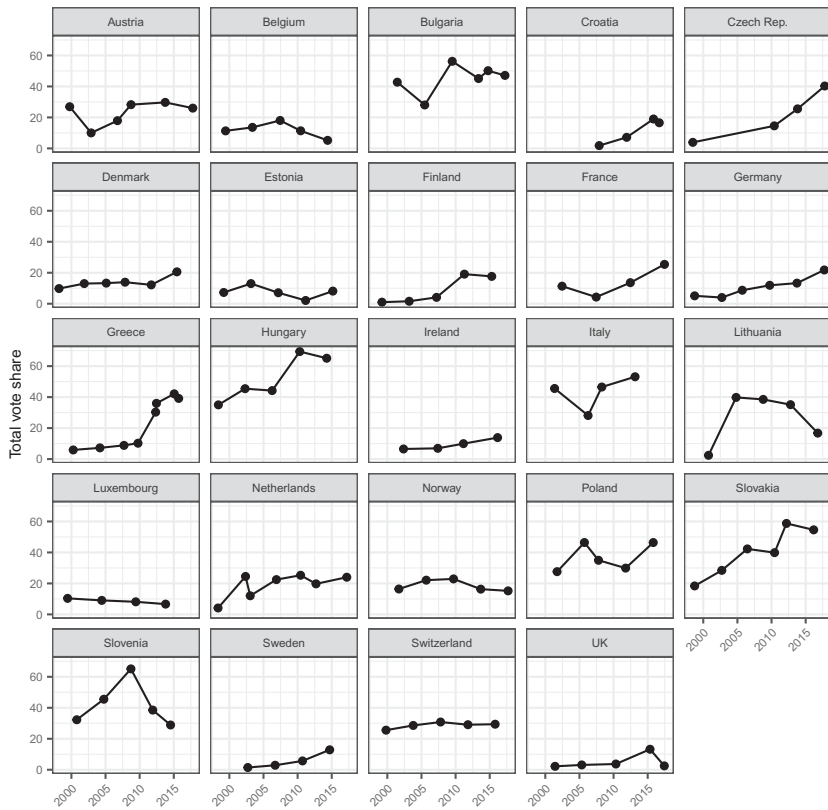 Austria Belgium Bulgaria Croatia Czech Rep.
60
40
20
0
Denmark Estonia Finland France Germany
60
40
20
0
Greece Hungary Ireland Italy Lithuania
60
40
20
0
Total vote share
Luxembourg Netherlands Norway Poland Slovakia
60
40
20
0
2000 2005 2010 2015
Slovenia Sweden Switzerland UK
60
40
20
0
2000 2005 2010 2015 2000 2005 2010 2015 2000 2005 2010 2015 2000 2005 2010 2015